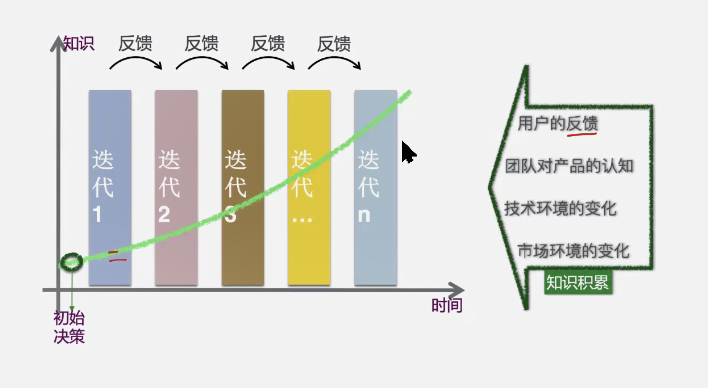 知识
反馈 反馈 反馈 反馈
迭代1
迭代2
迭代3
迭代...
迭代n
时间
初始
决策
用户的反馈
团队对产品的认知
技术环境的变化
市场环境的变化
知识积累